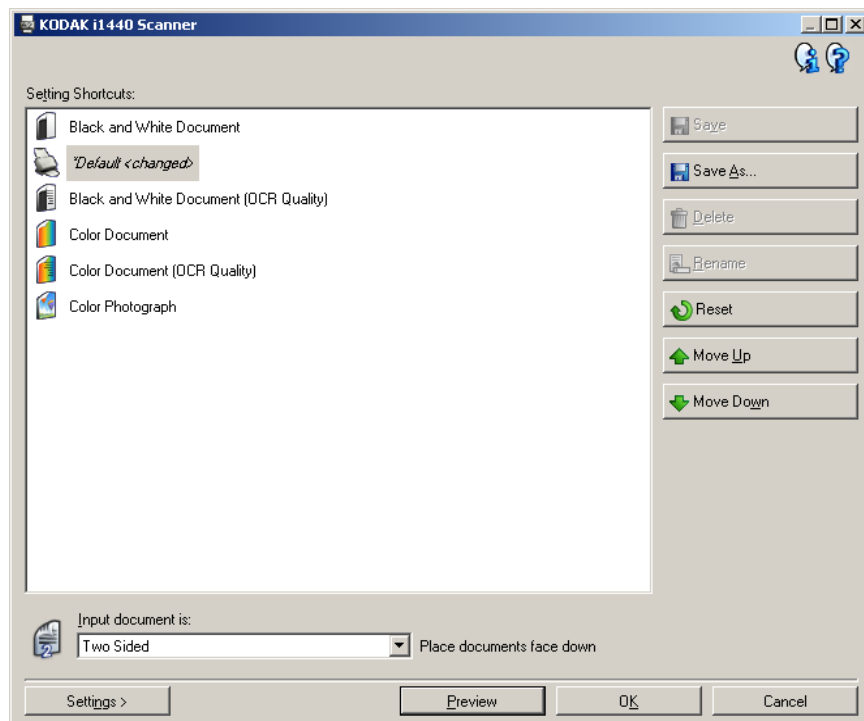 KODAK i1440 Scanner
Setting Shortcuts:
Black and White Document
*Default <changed>
Black and White Document (OCR Quality)
Color Document
Color Document (OCR Quality)
Color Photograph
Save
Save As...
Delete
Rename
Reset
Move Up
Move Down
Input document is:
2
Two Sided
Place documents face down
Settings >
Preview
OK
Cancel